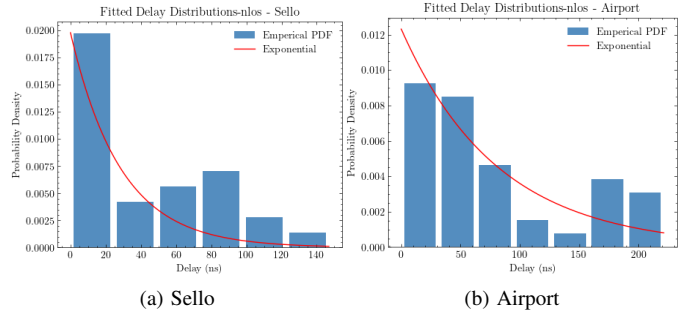 Fitted Delay Distributions-nlos - Sello
0.0200
0.0175
0.0150
0.0125
0.0100
0.0075
0.0050
0.0025
0.0000
Probability Density
Emperical PDF
Exponential
0 20 40 60 80 100 120 140
Delay (ns)
(a) Sello
Fitted Delay Distributions-nlos - Airport
0.012
0.010
0.008
0.006
0.004
0.002
0.000
Probability Density
Emperical PDF
Exponential
0 50 100 150 200
Delay (ns)
(b) Airport